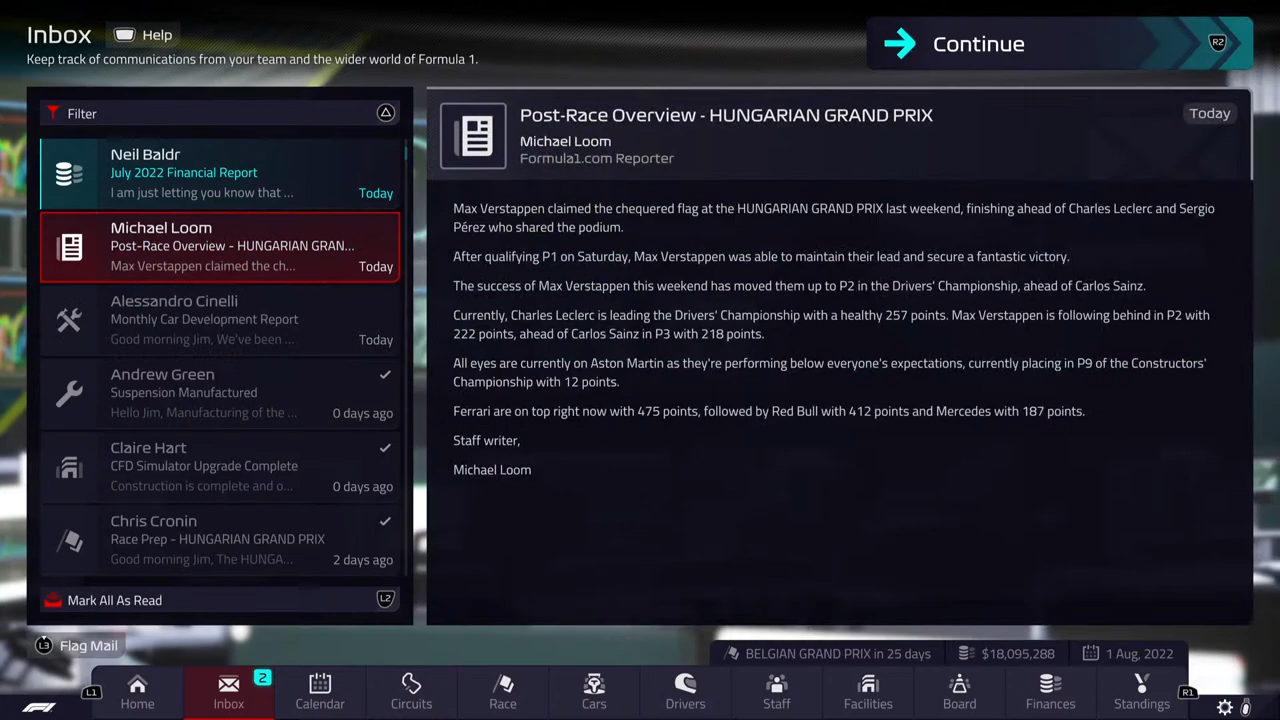 Inbox
Help
Keep track of communications from your team and the wider world of Formula 1.
Continue
R2
Filter
Neil Baldr
July 2022 Financial Report
I am just letting you know that ...
Today
Michael Loom
Post-Race Overview - HUNGARIAN GRAN...
Max Verstappen claimed the ch...
Today
Alessandro Cinelli
Monthly Car Development Report
Good morning Jim, We've been ...
Today
Andrew Green
Suspension Manufactured
Hello Jim, Manufacturing of the ...
0 days ago
Claire Hart
CFD Simulator Upgrade Complete
Construction is complete and o...
0 days ago
Chris Cronin
Race Prep - HUNGARIAN GRAND PRIX
Good morning Jim, The HUNGA...
2 days ago
Mark All As Read
L2
Post-Race Overview - HUNGARIAN GRAND PRIX
Today
Michael Loom
Formula1.com Reporter
Max Verstappen claimed the chequered flag at the HUNGARIAN GRAND PRIX last weekend, finishing ahead of Charles Leclerc and Sergio
Pérez who shared the podium.
After qualifying P1 on Saturday, Max Verstappen was able to maintain their lead and secure a fantastic victory.
The success of Max Verstappen this weekend has moved them up to P2 in the Drivers' Championship, ahead of Carlos Sainz.
Currently, Charles Leclerc is leading the Drivers' Championship with a healthy 257 points. Max Verstappen is following behind in P2 with
222 points, ahead of Carlos Sainz in P3 with 218 points.
All eyes are currently on Aston Martin as they're performing below everyone's expectations, currently placing in P9 of the Constructors'
Championship with 12 points.
Ferrari are on top right now with 475 points, followed by Red Bull with 412 points and Mercedes with 187 points.
Staff writer,
Michael Loom
L3
Flag Mail
BELGIAN GRAND PRIX in 25 days
$18,095,288
1 Aug, 2022
L1
Home
2
Inbox
Calendar
Circuits
Race
Cars
Drivers
Staff
Facilities
Board
Finances
Standings
R1